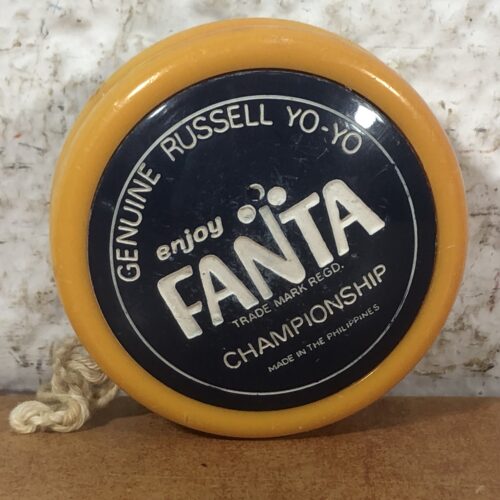 GENUINE RUSSELL YO-YO
enjoy
FANTA
TRADE MARK REGD.
CHAMPIONSHIP
MADE IN THE PHILIPPINES